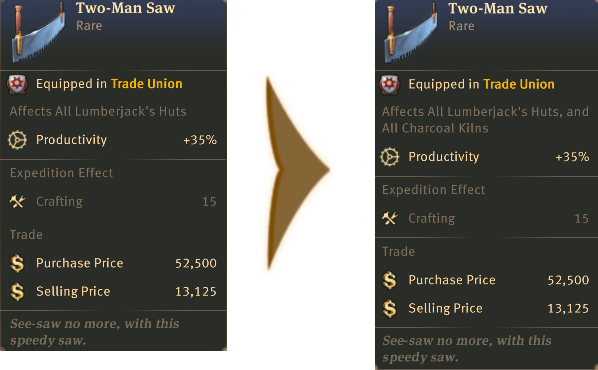 Two-Man Saw
Rare
Equipped in Trade Union
Affects All Lumberjack's Huts
Productivity +35%
Expedition Effect
Crafting 15
Trade
Purchase Price 52,500
Selling Price 13,125
See-saw no more, with this
speedy saw.
Two-Man Saw
Rare
Equipped in Trade Union
Affects All Lumberjack's Huts, and
All Charcoal Kilns
Productivity +35%
Expedition Effect
Crafting 15
Trade
Purchase Price 52,500
Selling Price 13,125
See-saw no more, with this
speedy saw.